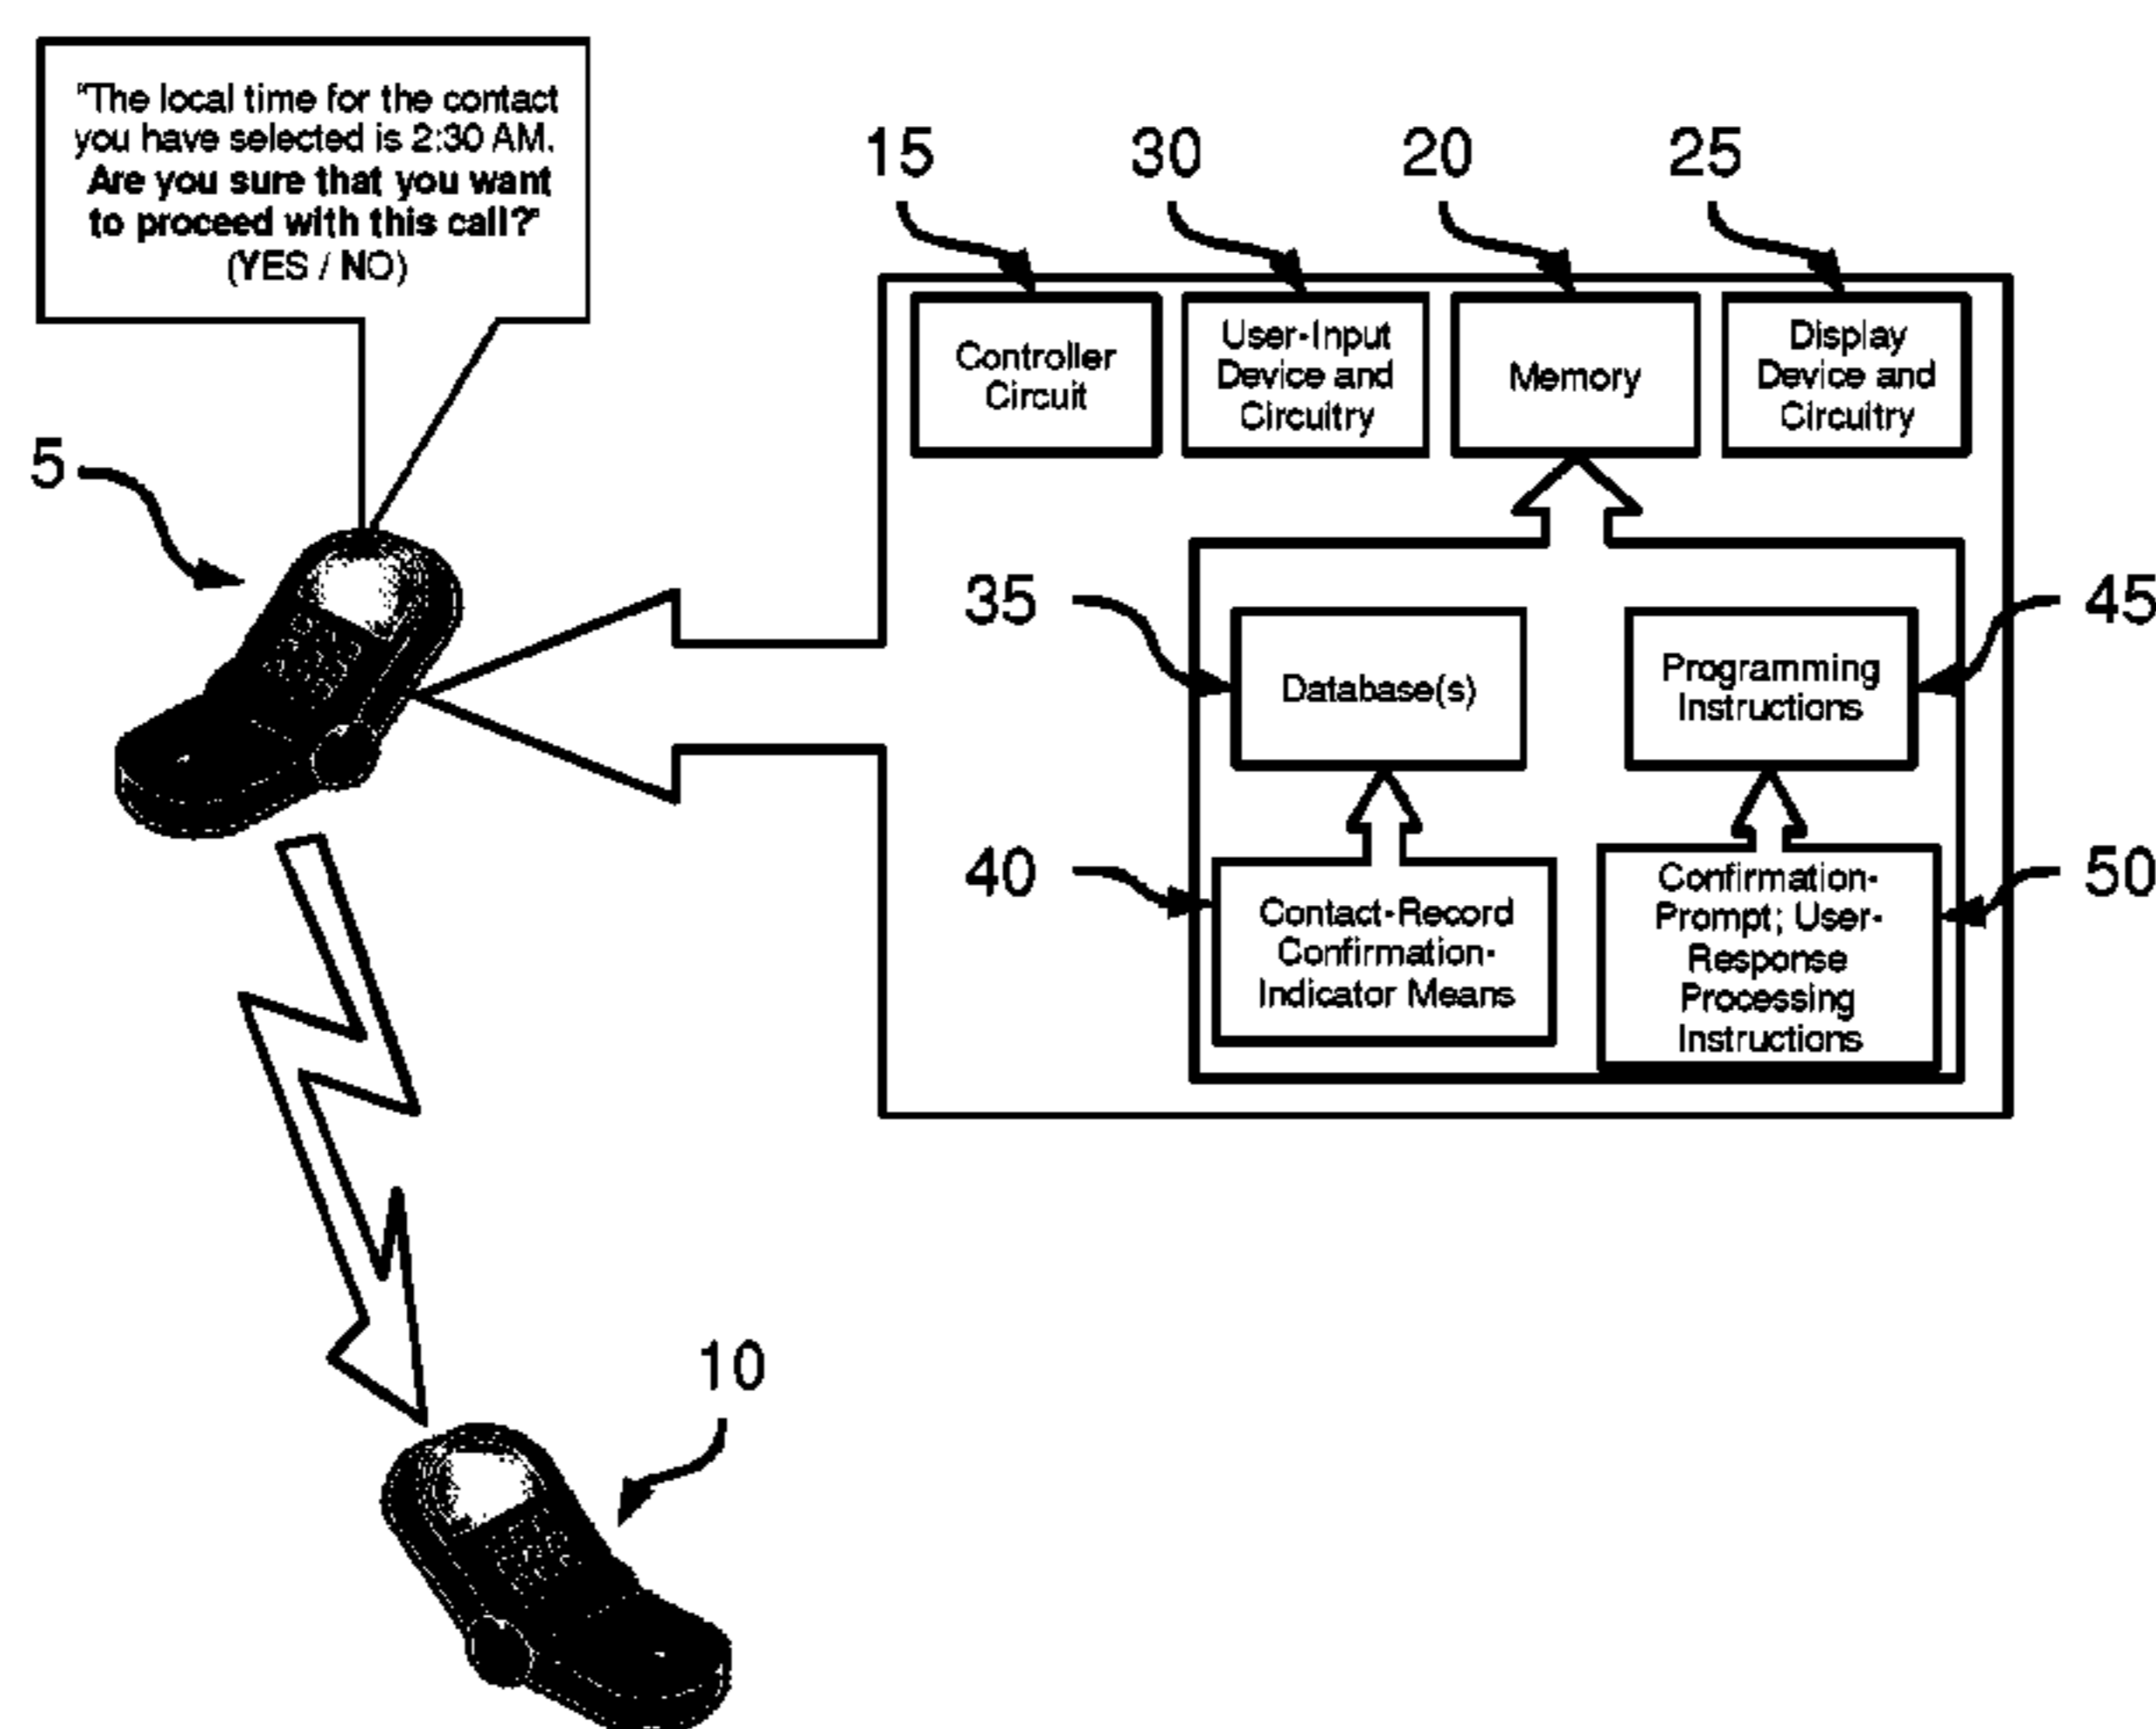 "The local time for the contact
you have selected is 2:30 AM.
Are you sure that you want
to proceed with this call?"
(YES / NO)
15
30
20
25
Controller
Circuit
User-Input
Device and
Circuitry
Memory
Display
Device and
Circuitry
5
35
45
Database(s)
Programming
Instructions
40
50
Contact-Record
Confirmation-
Indicator Means
Confirmation-
Prompt; User-
Response
Processing
Instructions
10